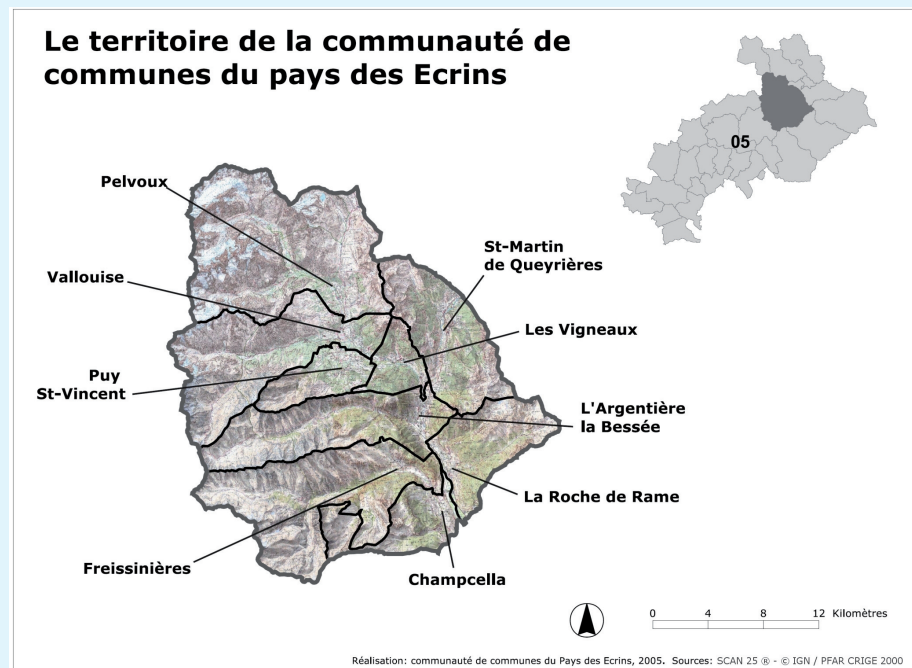 Le territoire de la communauté de
communes du pays des Ecrins
05
Pelvoux
St-Martin
de Queyrières
Vallouise
Les Vigneaux
Puy
St-Vincent
L'Argentière
la Bessée
La Roche de Rame
Freissinières
Champcella
0 4 8 12 Kilomètres
Réalisation: communauté de communes du Pays des Ecrins, 2005. Sources: SCAN 25 ® - © IGN / PFAR CRIGE 2000